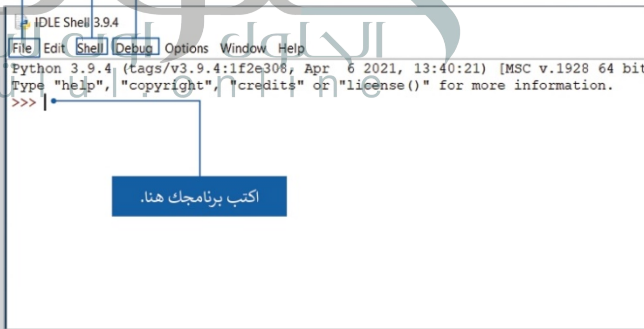 IDLE Shell 3.9.4
File Edit Shell Debug Options Window Help
Python 3.9.4 (tags/v3.9.4:1f2e308, Apr 6 2021, 13:40:21) [MSC v.1928 64 bit
Type "help", "copyright", "credits" or "license()" for more information.
>>>
اكتب برنامجك هنا.